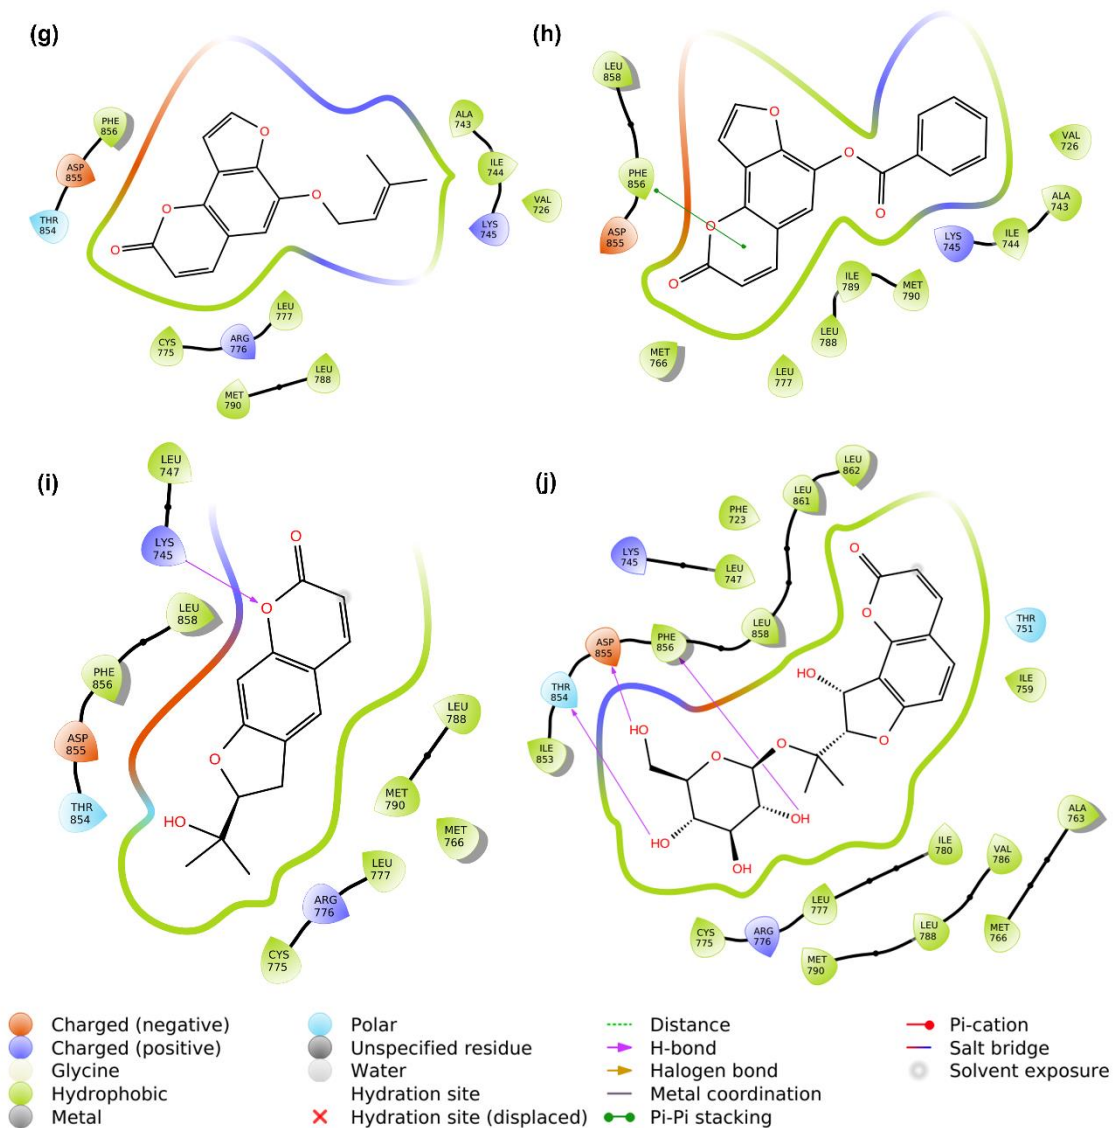 (g)
PHE
856
ASP
855
THR
854
O
O
O
O
ALA
743
ILE
744
LYS
745
VAL
726
LEU
777
CYS
775
ARG
776
LEU
788
MET
790
(h)
LEU
858
PHE
856
ASP
855
O
O
O
O
O
VAL
726
ALA
743
ILE
744
LYS
745
ILE
789
MET
790
LEU
788
MET
766
LEU
777
(i)
LEU
747
LYS
745
LEU
858
PHE
856
ASP
855
THR
854
O
O
O
HO
LEU
788
MET
790
MET
766
LEU
777
ARG
776
CYS
775
(j)
LEU
862
LEU
861
PHE
723
LYS
745
LEU
747
LEU
858
ASP
855
PHE
856
THR
854
ILE
853
O
O
HO
O
THR
751
ILE
759
HO
O
O
HO
OH
OH
ALA
763
ILE
780
VAL
786
LEU
777
CYS
775
ARG
776
LEU
788
MET
766
MET
790
Charged (negative)
Charged (positive)
Glycine
Hydrophobic
Metal
Polar
Unspecified residue
Water
Hydration site
Hydration site (displaced)
Distance
H-bond
Halogen bond
Metal coordination
Pi-Pi stacking
Pi-cation
Salt bridge
Solvent exposure